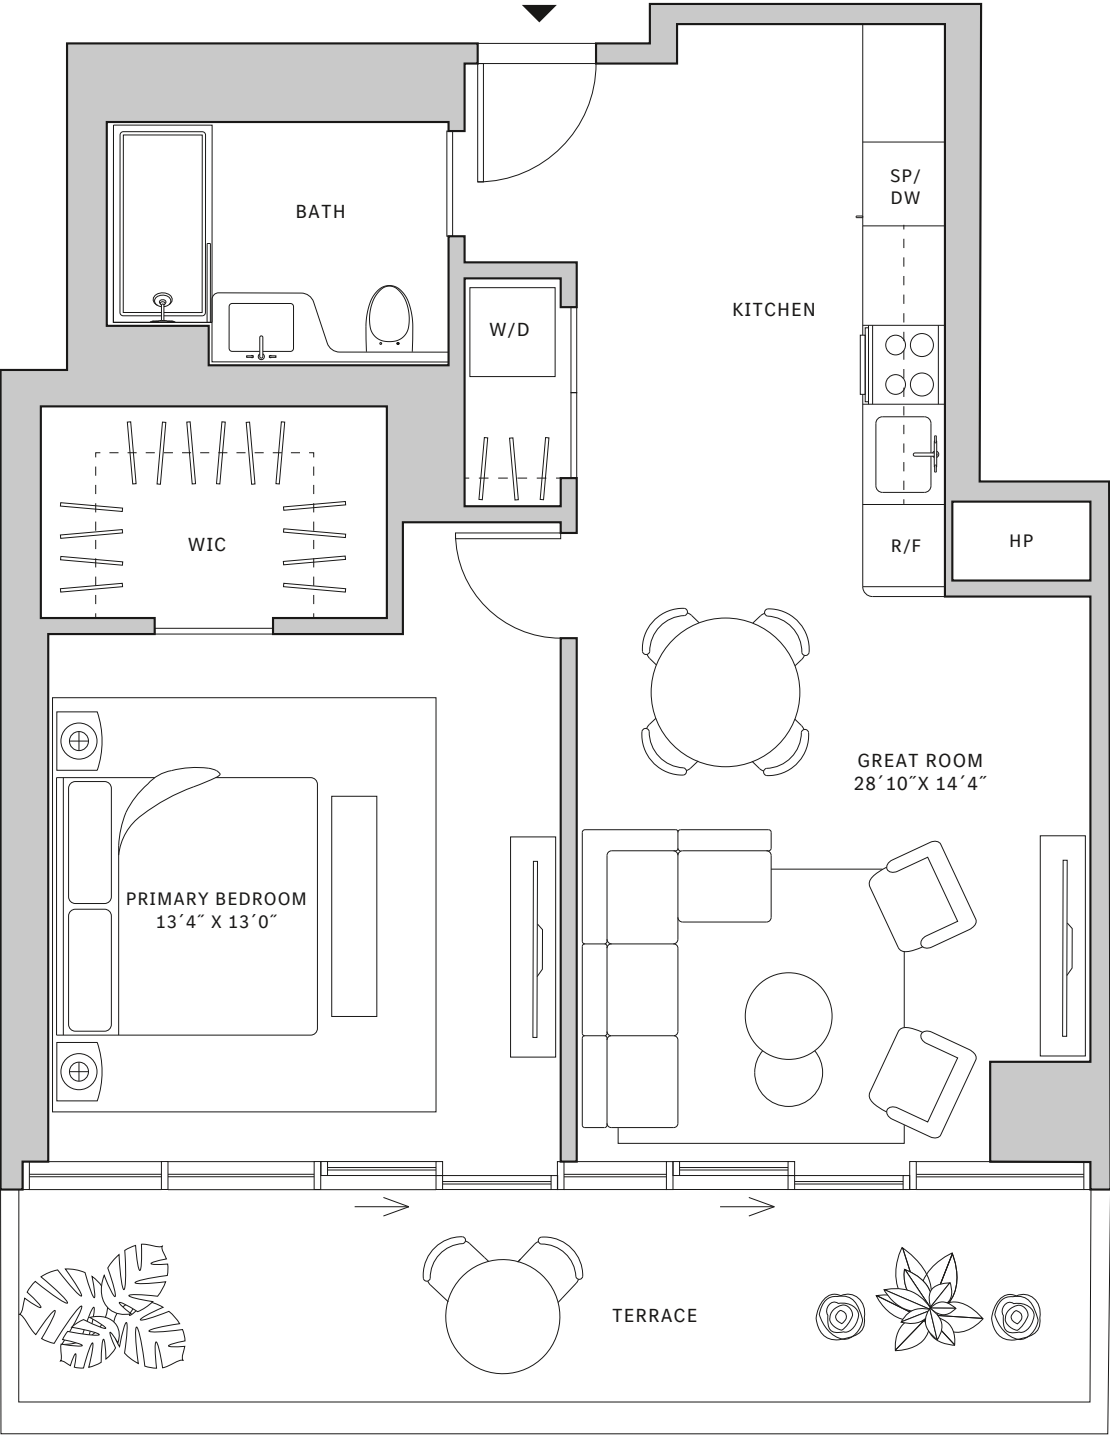 SP/
DW
BATH
KITCHEN
W/D
WIC
R/F
HP
GREAT ROOM
28´10˝X 14´4˝
PRIMARY BEDROOM
13´4˝ X 13´0˝
TERRACE